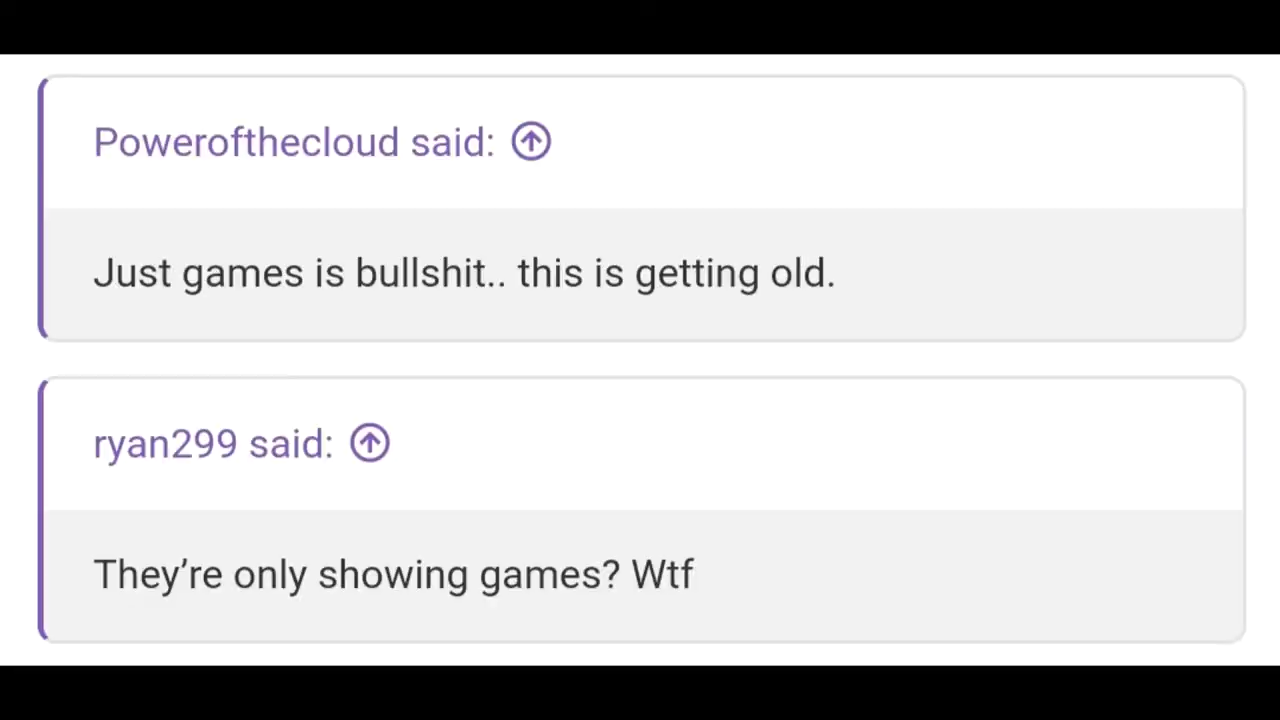 Powerofthecloud said:
Just games is bullshit.. this is getting old.
ryan299 said:
They’re only showing games? Wtf